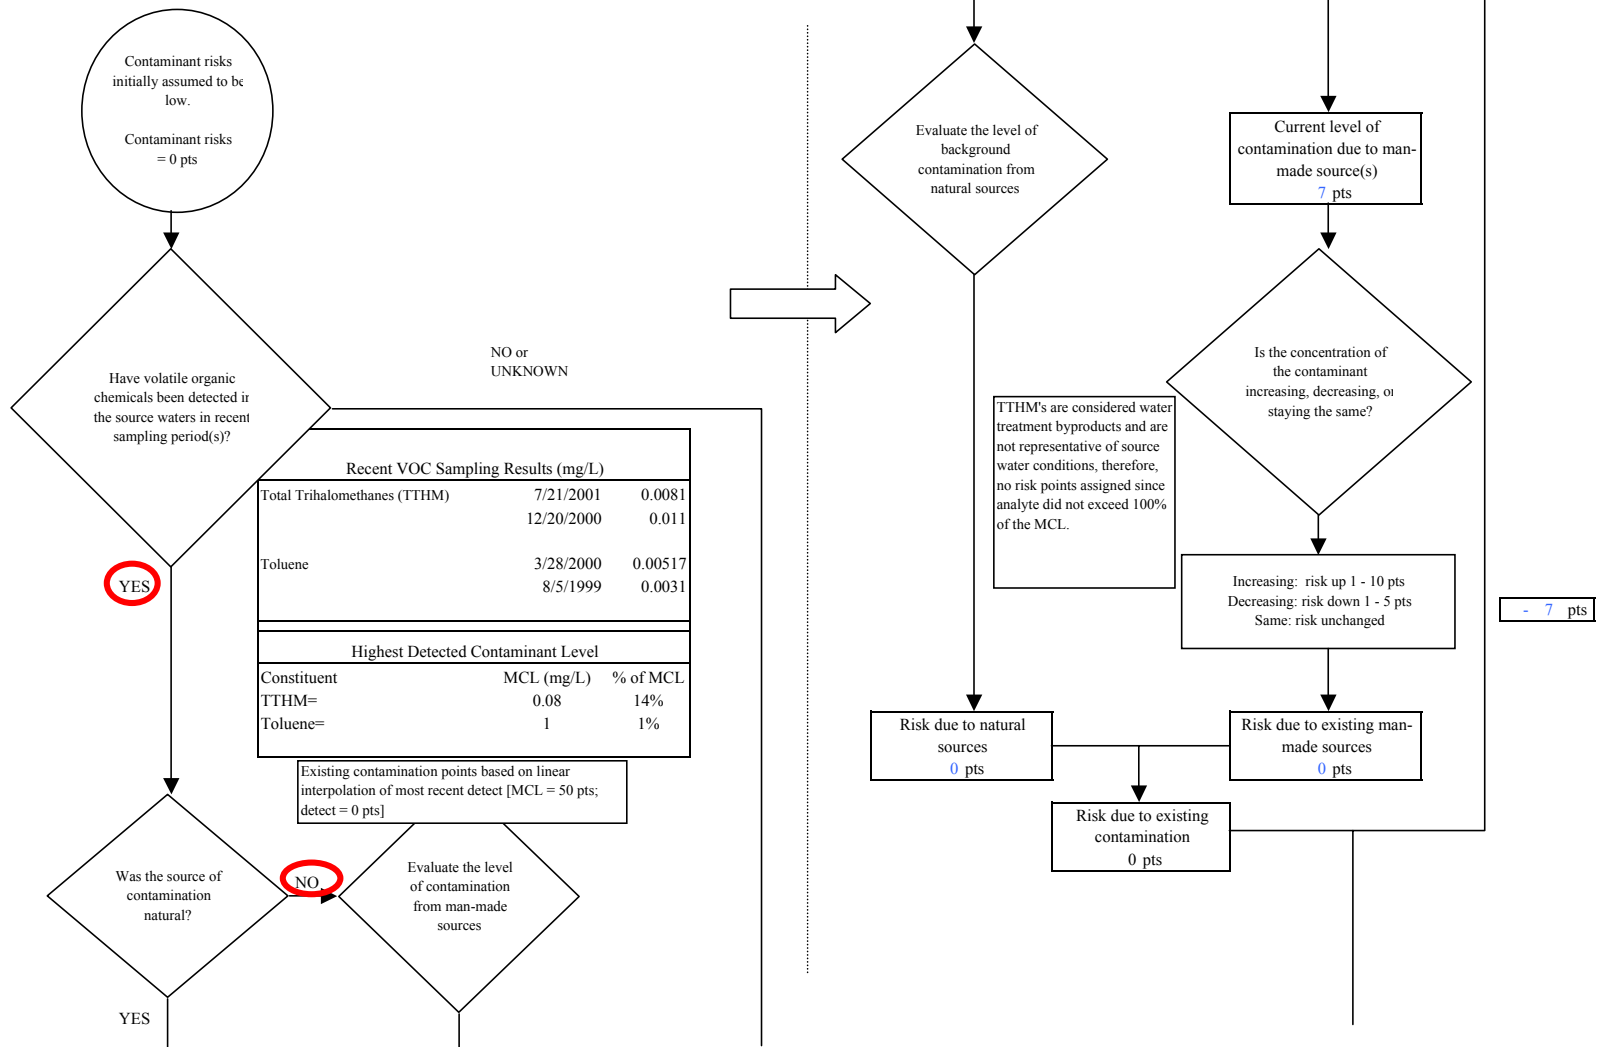 Contaminant risks
initially assumed to be
low.
Contaminant risks
= 0 pts
Have volatile organic
chemicals been detected in
the source waters in recent
sampling period(s)?
NO or
UNKNOWN
YES
Recent VOC Sampling Results (mg/L)
Total Trihalomethanes (TTHM) 7/21/2001 0.0081
12/20/2000 0.011
Toluene 3/28/2000 0.00517
8/5/1999 0.0031
Highest Detected Contaminant Level
Constituent MCL (mg/L) % of MCL
TTHM= 0.08 14%
Toluene= 1 1%
Existing contamination points based on linear
interpolation of most recent detect [MCL = 50 pts;
detect = 0 pts]
Was the source of
contamination
natural?
NO
Evaluate the level
of contamination
from man-made
sources
YES
Evaluate the level of
background
contamination from
natural sources
Current level of
contamination due to man-
made source(s)
7 pts
Is the concentration of
the contaminant
increasing, decreasing, or
staying the same?
TTHM's are considered water
treatment byproducts and are
not representative of source
water conditions, therefore,
no risk points assigned since
analyte did not exceed 100%
of the MCL.
Increasing: risk up 1 - 10 pts
Decreasing: risk down 1 - 5 pts
Same: risk unchanged
- 7 pts
Risk due to natural
sources
0 pts
Risk due to existing man-
made sources
0 pts
Risk due to existing
contamination
0 pts